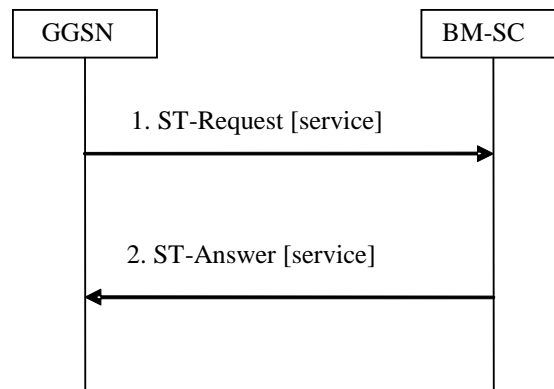 GGSN
BM-SC
1. ST-Request [service]
2. ST-Answer [service]